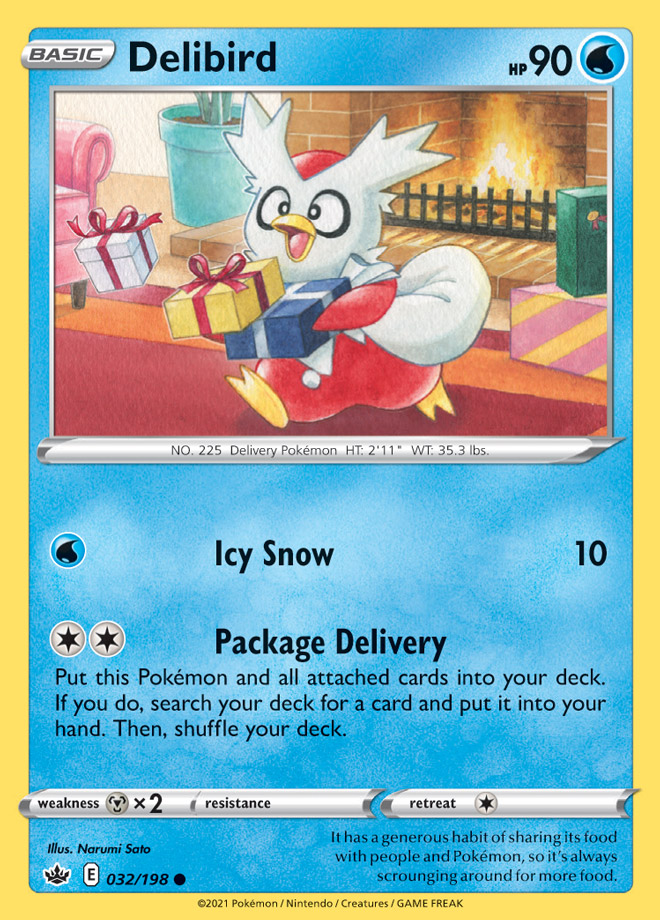 BASIC Delibird HP 90
NO. 225 Delivery Pokémon HT: 2'11" WT: 35.3 lbs.
Icy Snow 10
Package Delivery
Put this Pokémon and all attached cards into your deck.
If you do, search your deck for a card and put it into your
hand. Then, shuffle your deck.
weakness ×2 resistance retreat
Illus. Narumi Sato
It has a generous habit of sharing its food
with people and Pokémon, so it's always
scrounging around for more food.
E 032/198
©2021 Pokémon / Nintendo / Creatures / GAME FREAK